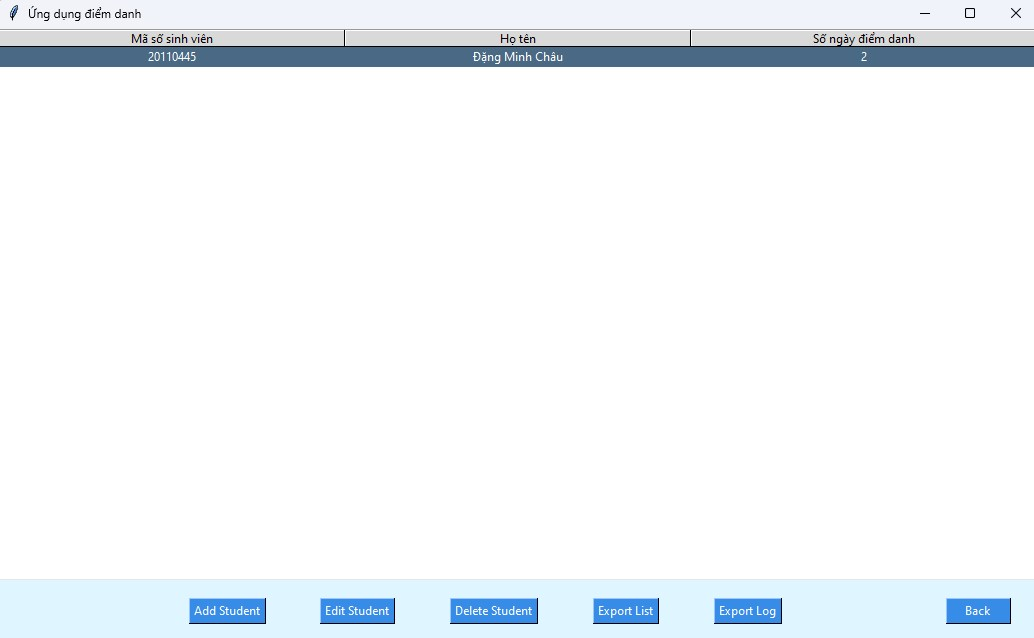 Ứng dụng điểm danh
Mã số sinh viên Họ tên Số ngày điểm danh
20110445 Đặng Minh Châu 2
Add Student Edit Student Delete Student Export List Export Log Back